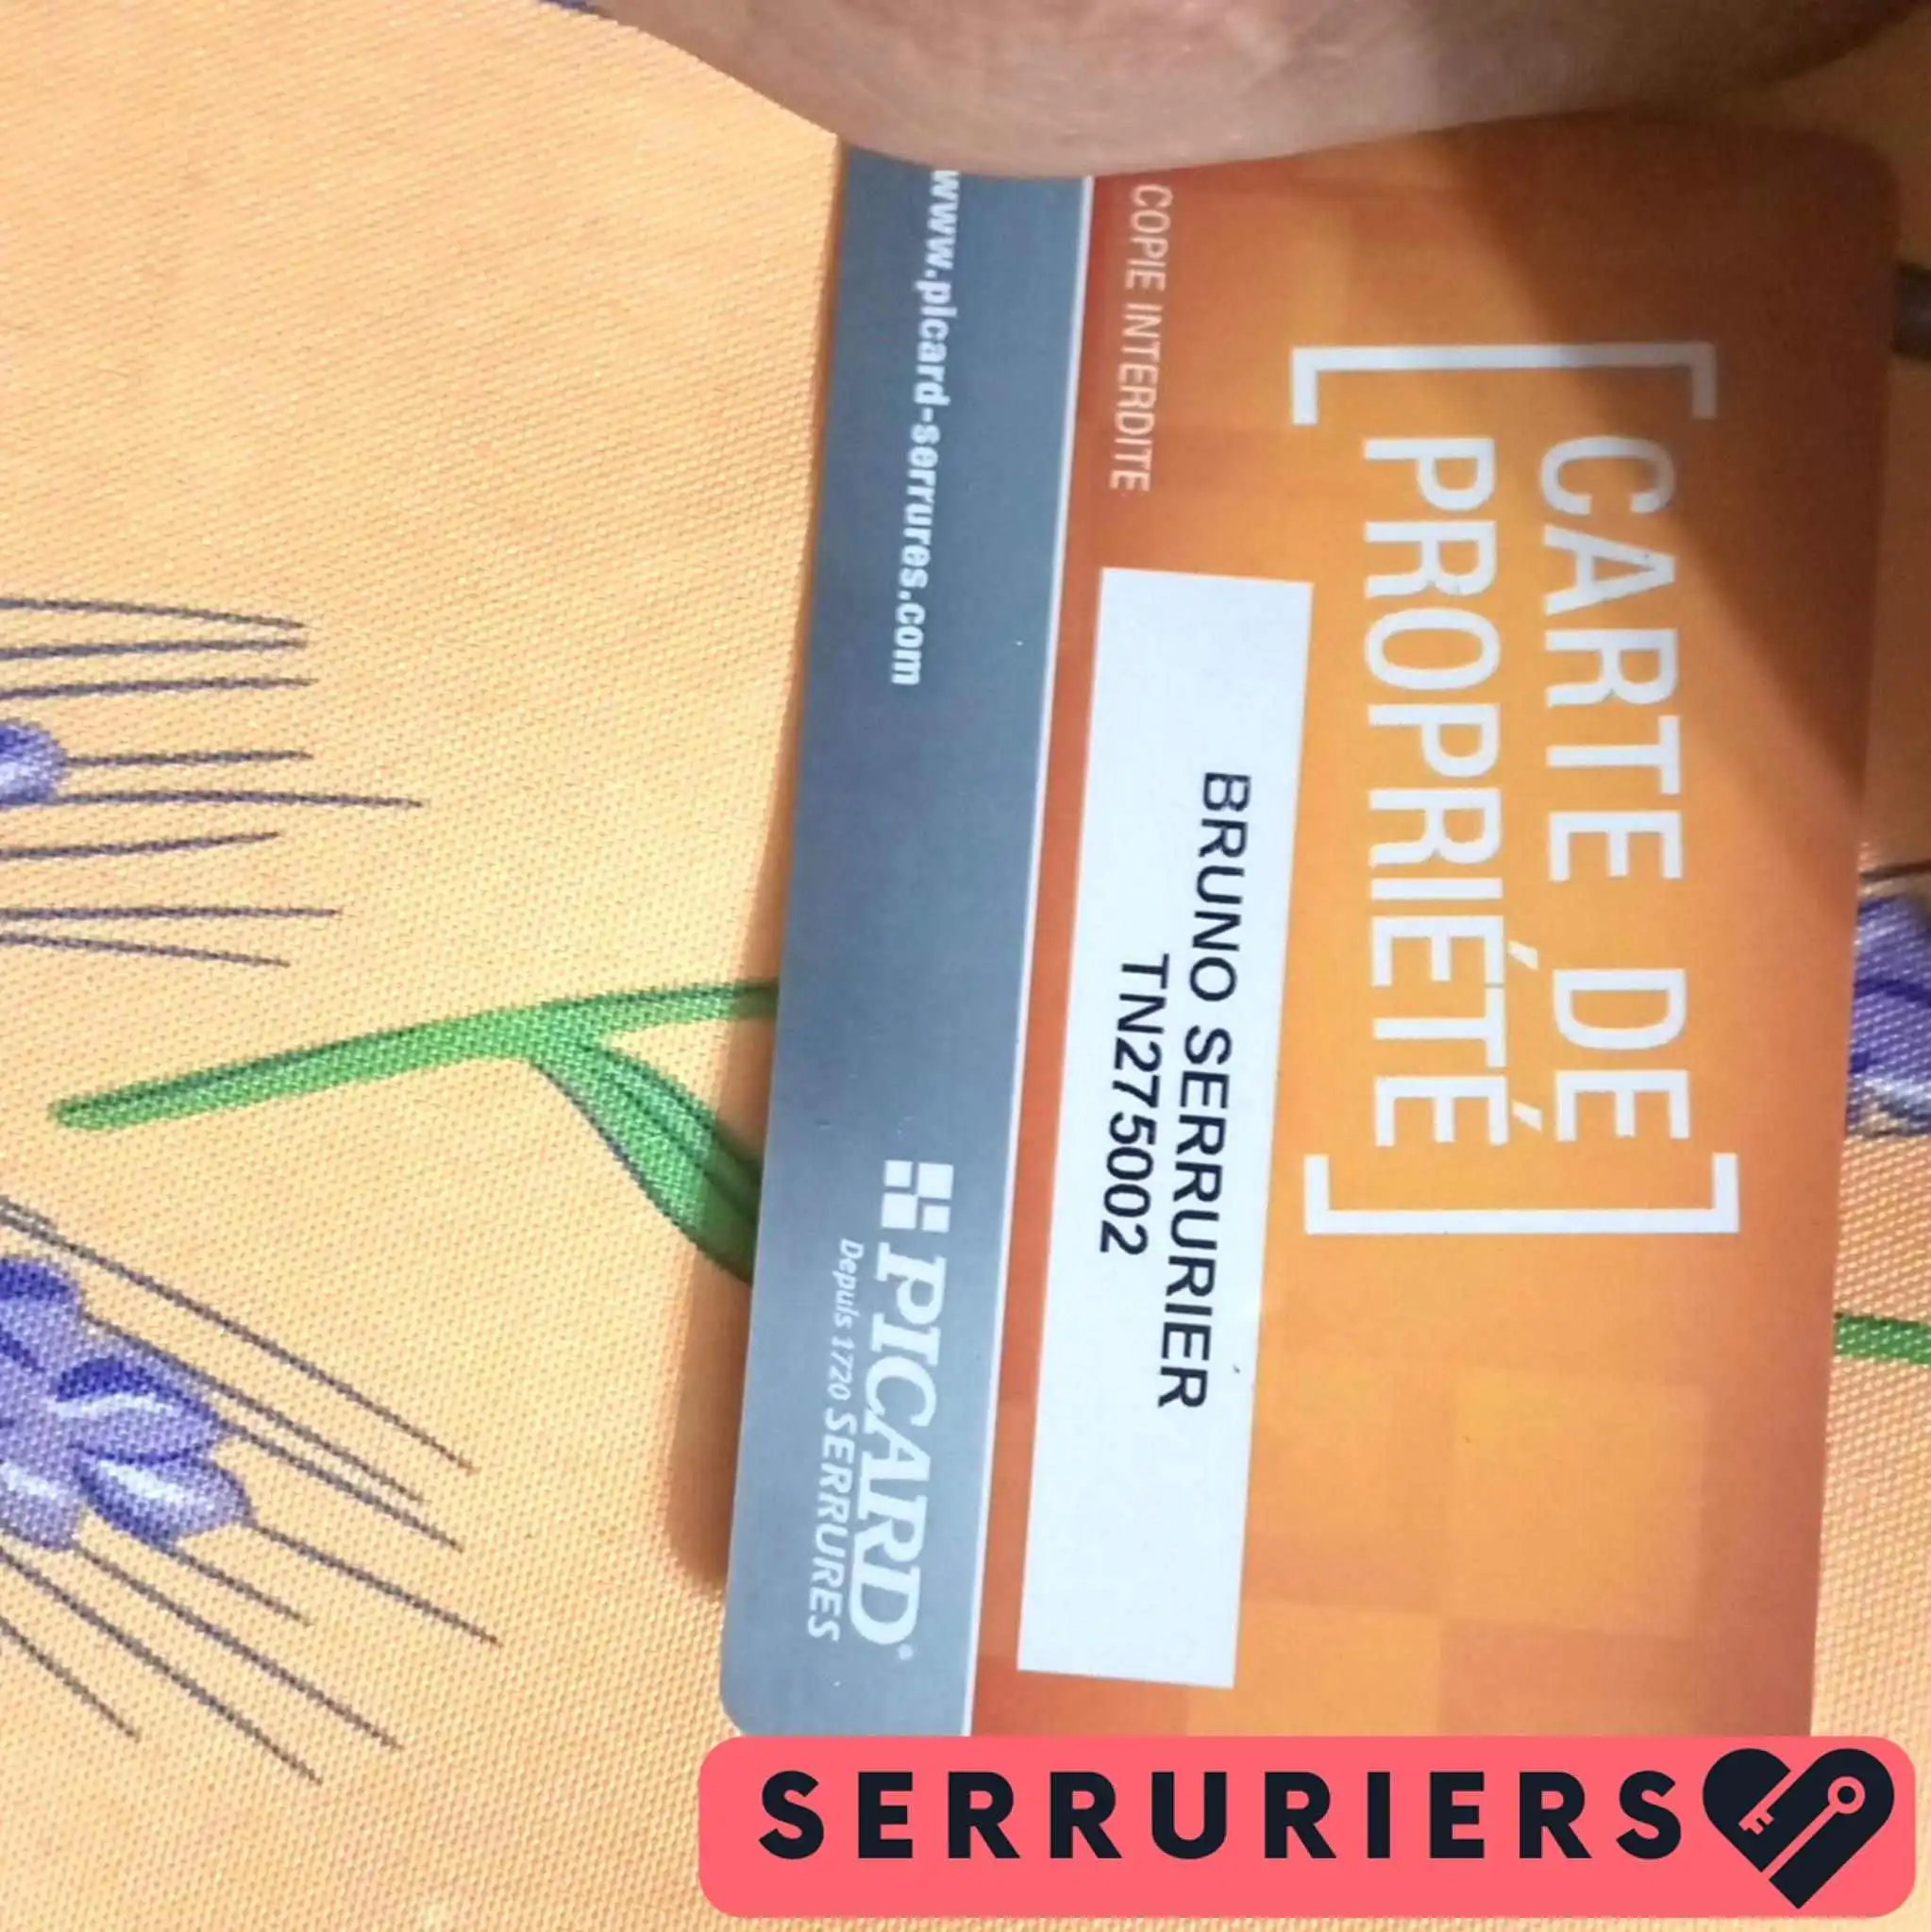 [CARTE DE
PROPRIÉTÉ]
BRUNO SERRURIER
TN275002
COPIE INTERDITE
www.picard-serrures.com
PICARD®
Depuis 1720 SERRURES
SERRURIERS